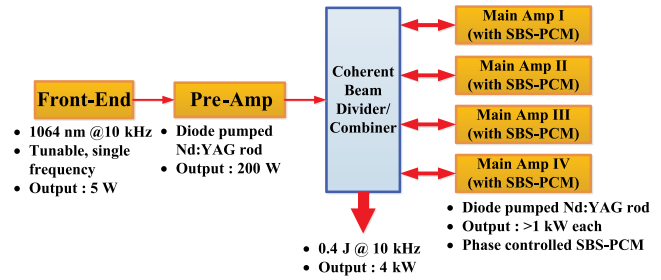 Front-End
• 1064 nm @10 kHz
• Tunable, single
frequency
• Output : 5 W
Pre-Amp
• Diode pumped
Nd:YAG rod
• Output : 200 W
Coherent
Beam
Divider/
Combiner
• 0.4 J @ 10 kHz
• Output : 4 kW
Main Amp I
(with SBS-PCM)
Main Amp II
(with SBS-PCM)
Main Amp III
(with SBS-PCM)
Main Amp IV
(with SBS-PCM)
• Diode pumped Nd:YAG rod
• Output : >1 kW each
• Phase controlled SBS-PCM